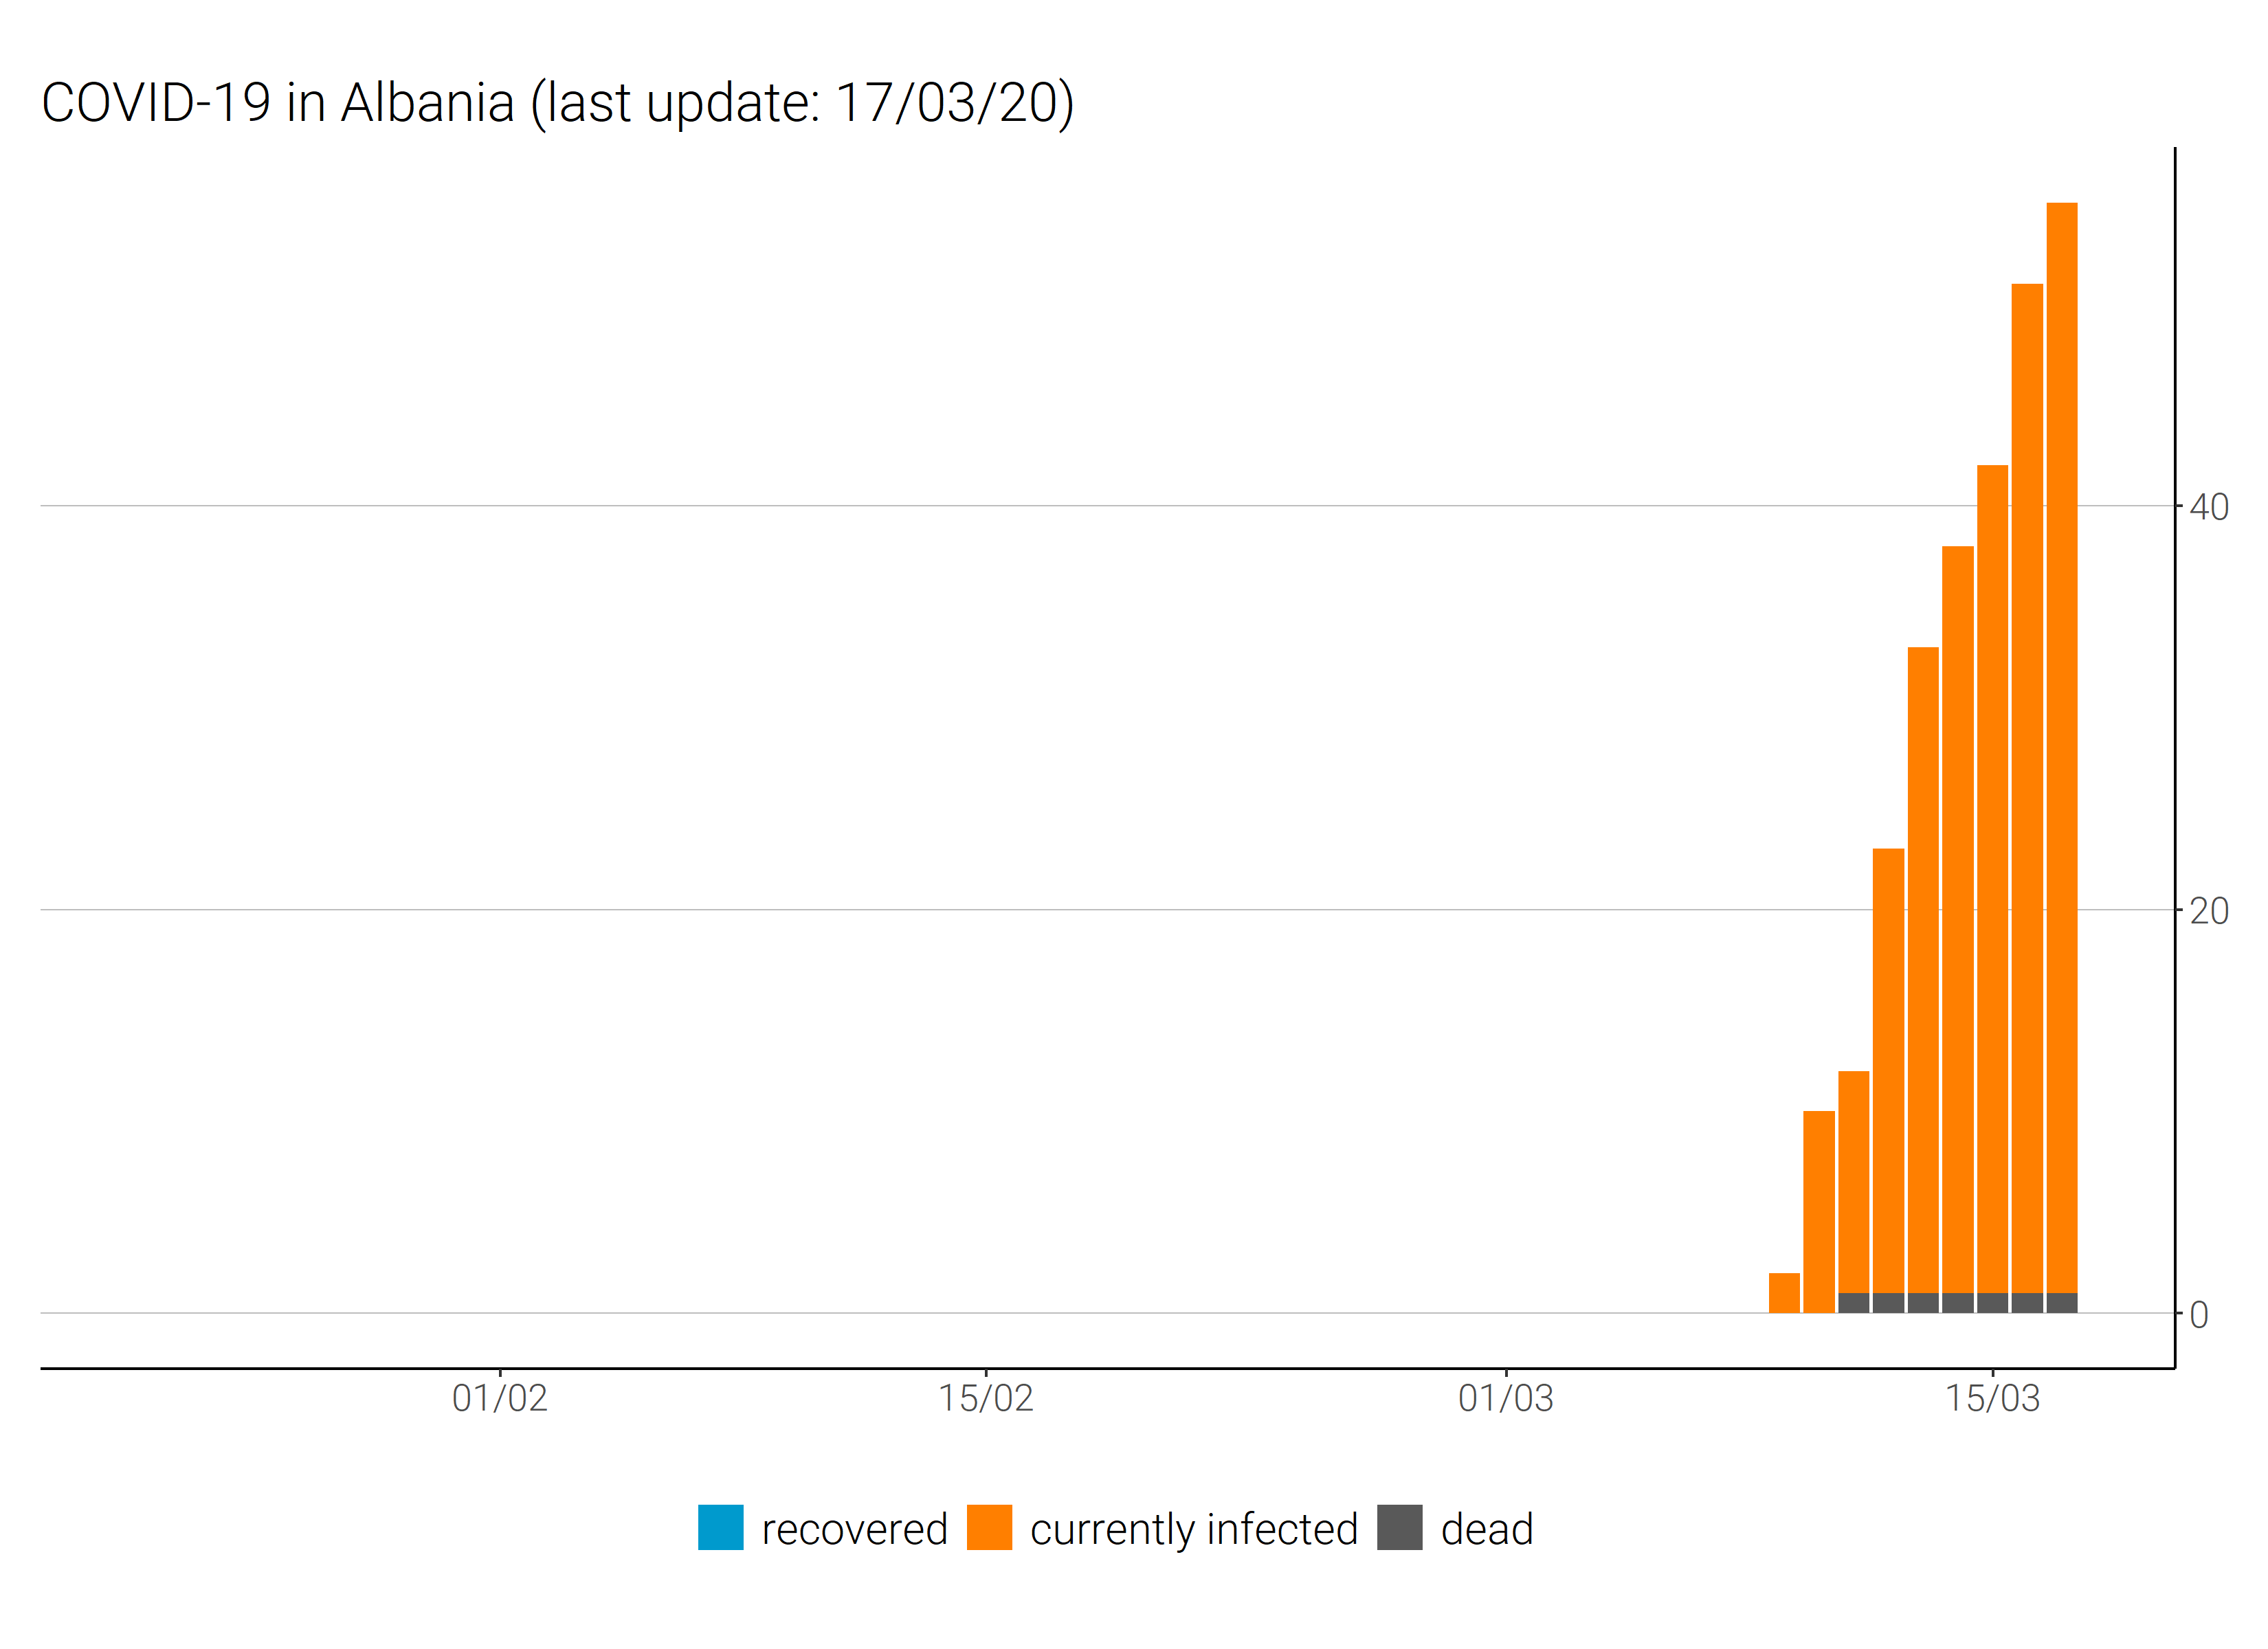 COVID-19 in Albania (last update: 17/03/20)
40
20
0
01/02 15/02 01/03 15/03
recovered currently infected dead